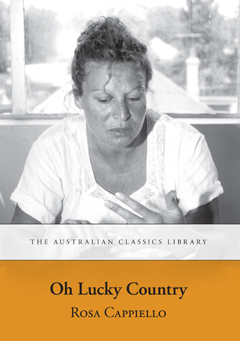 THE AUSTRALIAN CLASSICS LIBRARY
Oh Lucky Country
ROSA CAPPIELLO